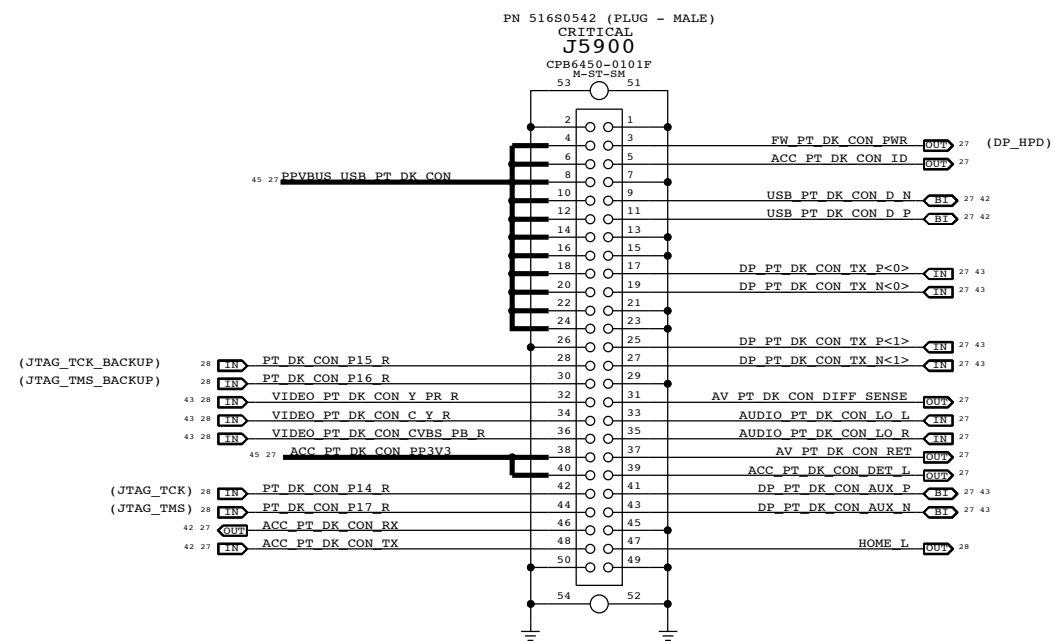 PN 516S0542 (PLUG - MALE)
CRITICAL
J5900
CPB6450-0101F
M-ST-SM
53 51
2 1
4 3 FW_PT_DK_CON_PWR OUT 27 (DP_HPD)
6 5 ACC_PT_DK_CON_ID OUT 27
45 27 PPVBUS_USB_PT_DK_CON 8 7
10 9 USB_PT_DK_CON_D_N BI 27 42
12 11 USB_PT_DK_CON_D_P BI 27 42
14 13
16 15
18 17 DP_PT_DK_CON_TX_P<0> IN 27 43
20 19 DP_PT_DK_CON_TX_N<0> IN 27 43
22 21
24 23
26 25 DP_PT_DK_CON_TX_P<1> IN 27 43
(JTAG_TCK_BACKUP) 28 IN PT_DK_CON_P15_R 28 27 DP_PT_DK_CON_TX_N<1> IN 27 43
(JTAG_TMS_BACKUP) 28 IN PT_DK_CON_P16_R 30 29
43 28 IN VIDEO_PT_DK_CON_Y_PR_R 32 31 AV_PT_DK_CON_DIFF_SENSE OUT 27
43 28 IN VIDEO_PT_DK_CON_C_Y_R 34 33 AUDIO_PT_DK_CON_LO_L IN 27
43 28 IN VIDEO_PT_DK_CON_CVBS_PB_R 36 35 AUDIO_PT_DK_CON_LO_R IN 27
45 27 ACC_PT_DK_CON_PP3V3 38 37 AV_PT_DK_CON_RET OUT 27
40 39 ACC_PT_DK_CON_DET_L OUT 27
(JTAG_TCK) 28 IN PT_DK_CON_P14_R 42 41 DP_PT_DK_CON_AUX_P BI 27 43
(JTAG_TMS) 28 IN PT_DK_CON_P17_R 44 43 DP_PT_DK_CON_AUX_N BI 27 43
42 27 OUT ACC_PT_DK_CON_RX 46 45
42 27 IN ACC_PT_DK_CON_TX 48 47 HOME_L OUT 28
50 49
54 52